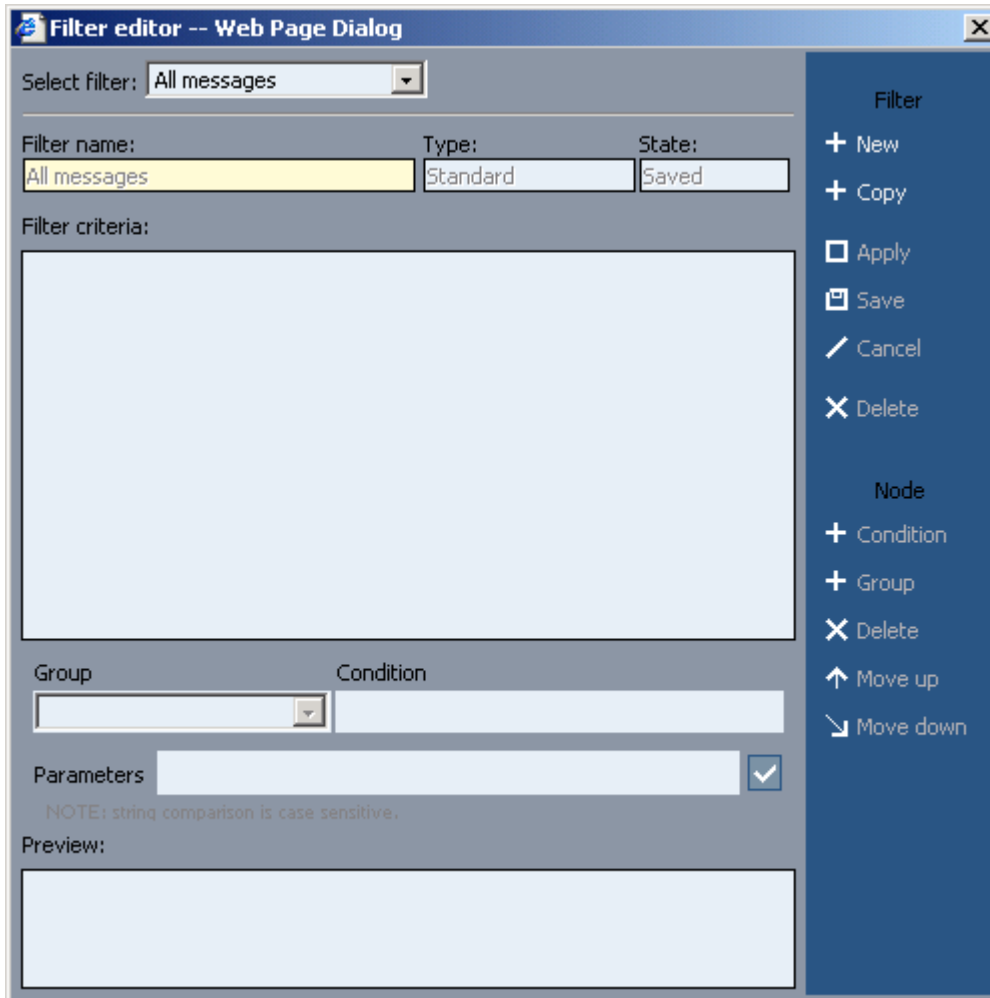 Filter editor -- Web Page Dialog
Select filter: All messages
Filter name: Type: State:
All messages Standard Saved
Filter criteria:
Group Condition
Parameters
NOTE: string comparison is case sensitive.
Preview:
Filter
New
Copy
Apply
Save
Cancel
Delete
Node
Condition
Group
Delete
Move up
Move down